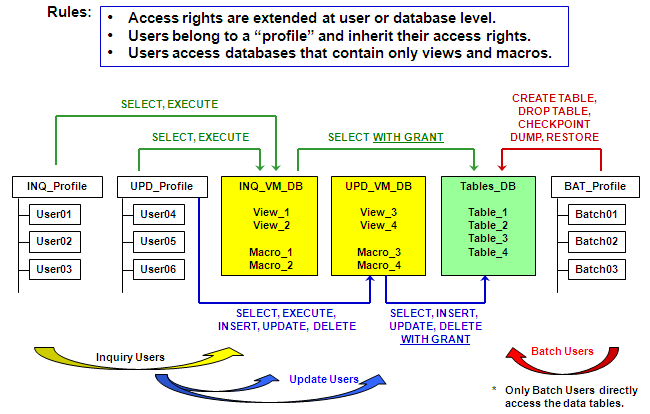 Rules:
• Access rights are extended at user or database level.
• Users belong to a “profile” and inherit their access rights.
• Users access databases that contain only views and macros.
SELECT, EXECUTE
CREATE TABLE,
DROP TABLE,
CHECKPOINT
DUMP, RESTORE
SELECT, EXECUTE
SELECT WITH GRANT
INQ_Profile
UPD_Profile
INQ_VM_DB
UPD_VM_DB
Tables_DB
BAT_Profile
User01
User02
User03
User04
User05
User06
View_1
View_2
Macro_1
Macro_2
View_3
View_4
Macro_3
Macro_4
Table_1
Table_2
Table_3
Table_4
Batch01
Batch02
Batch03
SELECT, EXECUTE,
INSERT, UPDATE, DELETE
SELECT, INSERT,
UPDATE, DELETE
WITH GRANT
Inquiry Users
Update Users
Batch Users
* Only Batch Users directly
access the data tables.